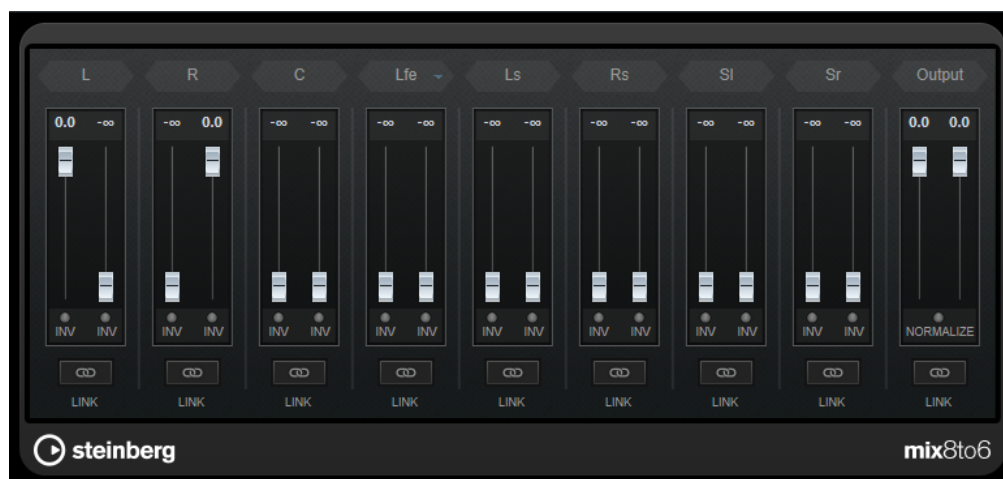 L R C Lfe Ls Rs Sl Sr Output
0.0 -∞ -∞ 0.0 -∞ -∞ -∞ -∞ -∞ -∞ -∞ -∞ -∞ -∞ -∞ -∞ 0.0 0.0
INV INV INV INV INV INV INV INV INV INV INV INV INV INV INV INV NORMALIZE
LINK LINK LINK LINK LINK LINK LINK LINK LINK
steinberg mix8to6